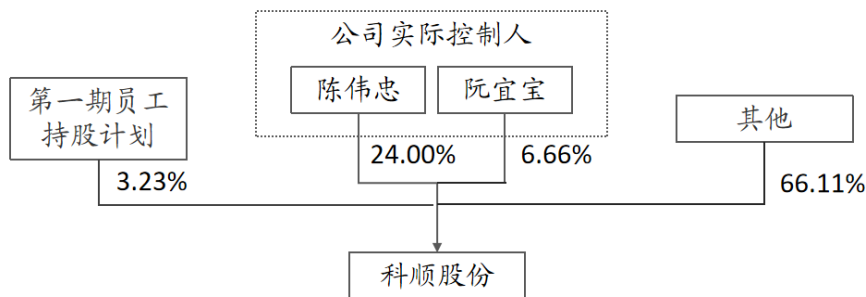 公司实际控制人
陈伟忠
阮宜宝
第一期员工
持股计划
其他
24.00%
6.66%
3.23%
66.11%
科顺股份